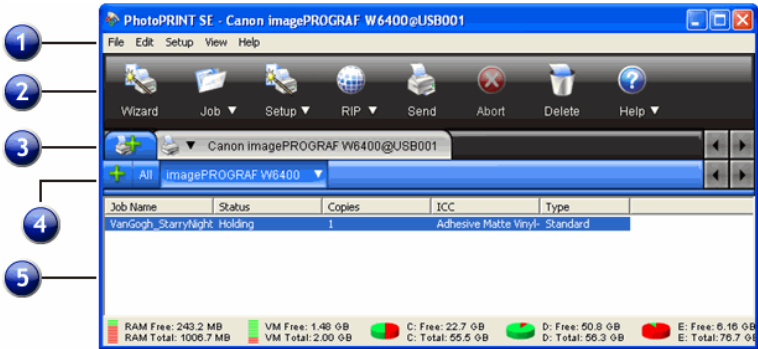 PhotoPRINT SE - Canon imagePROGRAF W6400@USB001
1
File Edit Setup View Help
2
Wizard Job Setup RIP Send Abort Delete Help
3
Canon imagePROGRAF W6400@USB001
All imagePROGRAF W6400
4
Job Name Status Copies ICC Type
VanGogh_StarryNight Holding 1 Adhesive Matte Vinyl- Standard
5
RAM Free: 243.2 MB VM Free: 1.48 GB C: Free: 22.7 GB D: Free: 50.8 GB E: Free: 6.16 GB
RAM Total: 1006.7 MB VM Total: 2.00 GB C: Total: 55.5 GB D: Total: 56.3 GB E: Total: 76.7 GB